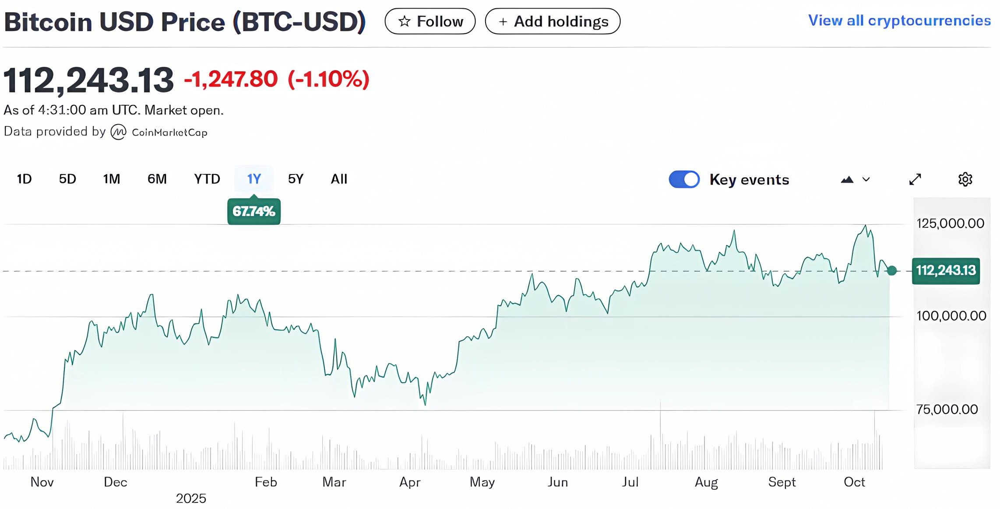 Bitcoin USD Price (BTC-USD) Follow + Add holdings View all cryptocurrencies
112,243.13 -1,247.80 (-1.10%)
As of 4:31:00 am UTC. Market open.
Data provided by CoinMarketCap
1D 5D 1M 6M YTD 1Y 5Y All Key events
67.74%
125,000.00
112,243.13
100,000.00
75,000.00
Nov Dec Feb Mar Apr May Jun Jul Aug Sept Oct
2025